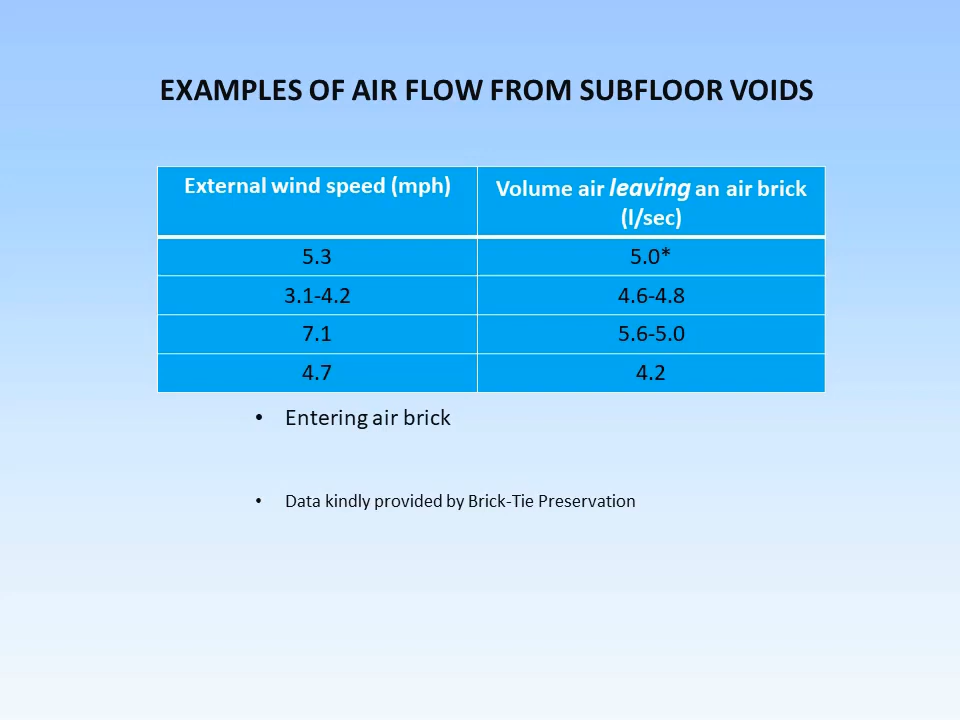 EXAMPLES OF AIR FLOW FROM SUBFLOOR VOIDS
External wind speed (mph)
Volume air leaving an air brick
(l/sec)
5.3
5.0*
3.1-4.2
4.6-4.8
7.1
5.6-5.0
4.7
4.2
• Entering air brick
• Data kindly provided by Brick-Tie Preservation